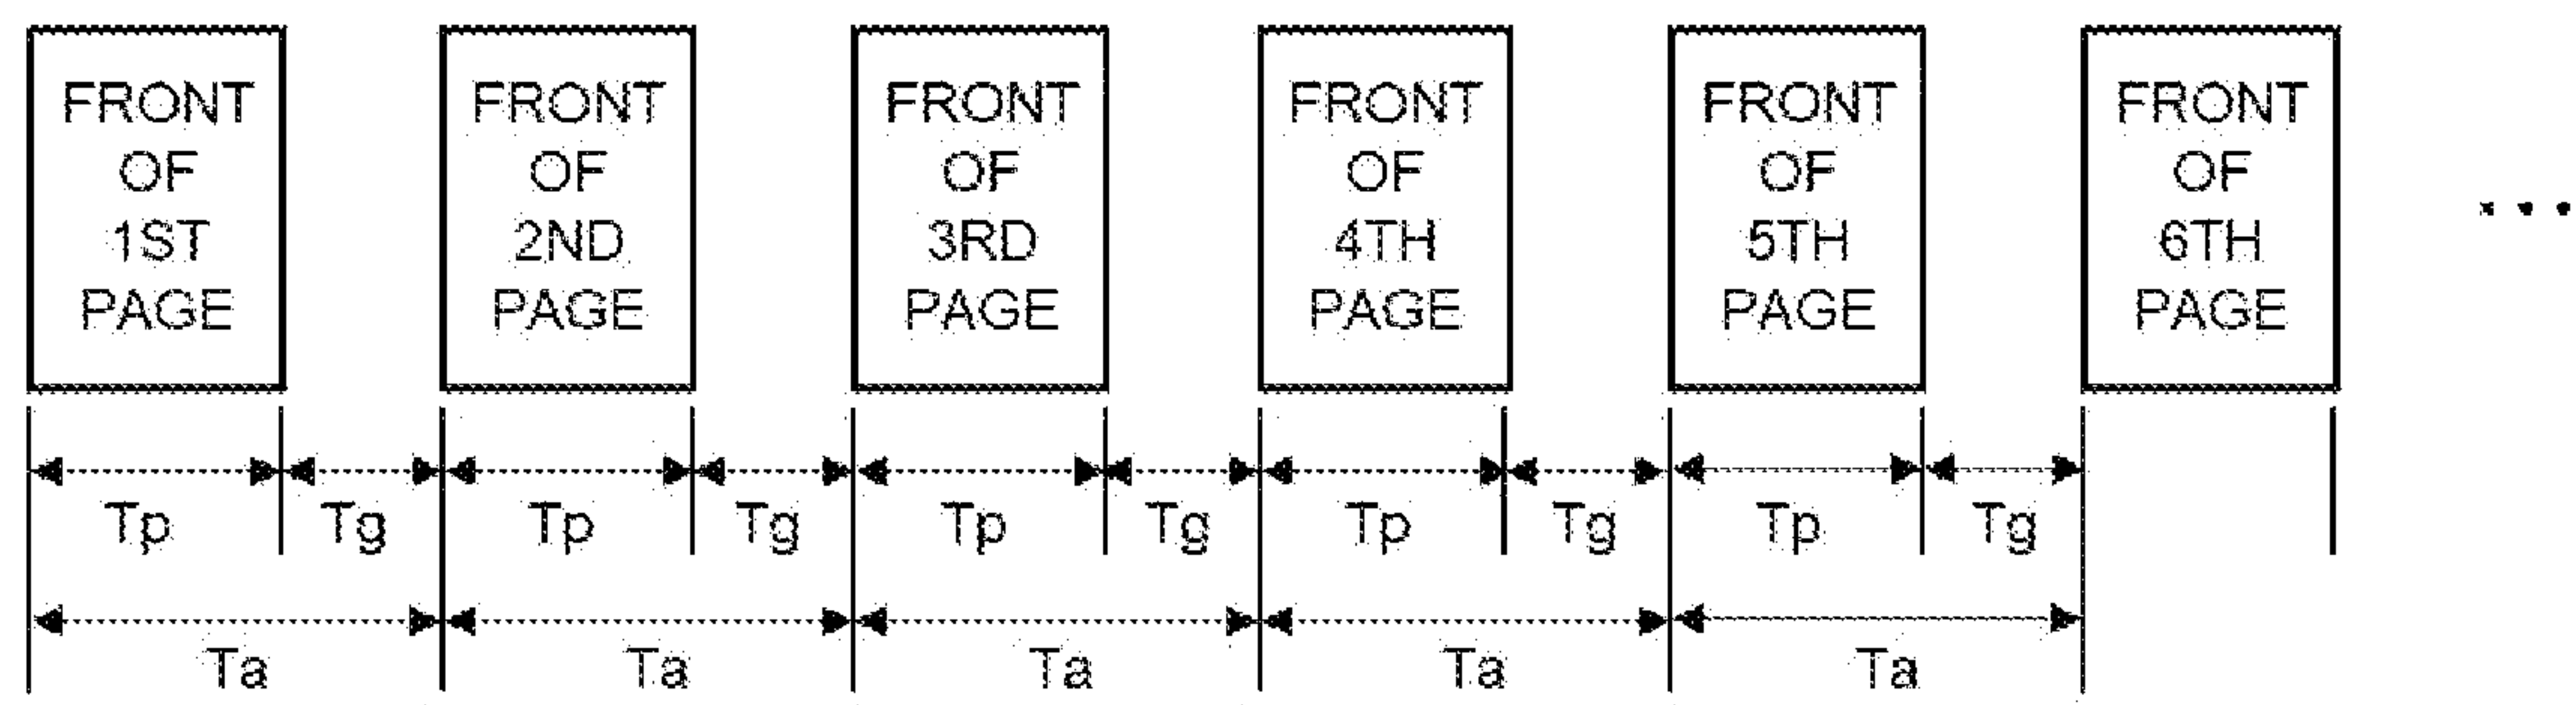 FRONT
OF
1ST
PAGE
FRONT
OF
2ND
PAGE
FRONT
OF
3RD
PAGE
FRONT
OF
4TH
PAGE
FRONT
OF
5TH
PAGE
FRONT
OF
6TH
PAGE
...
Tp Tg Tp Tg Tp Tg Tp Tg Tp Tg
Ta Ta Ta Ta Ta